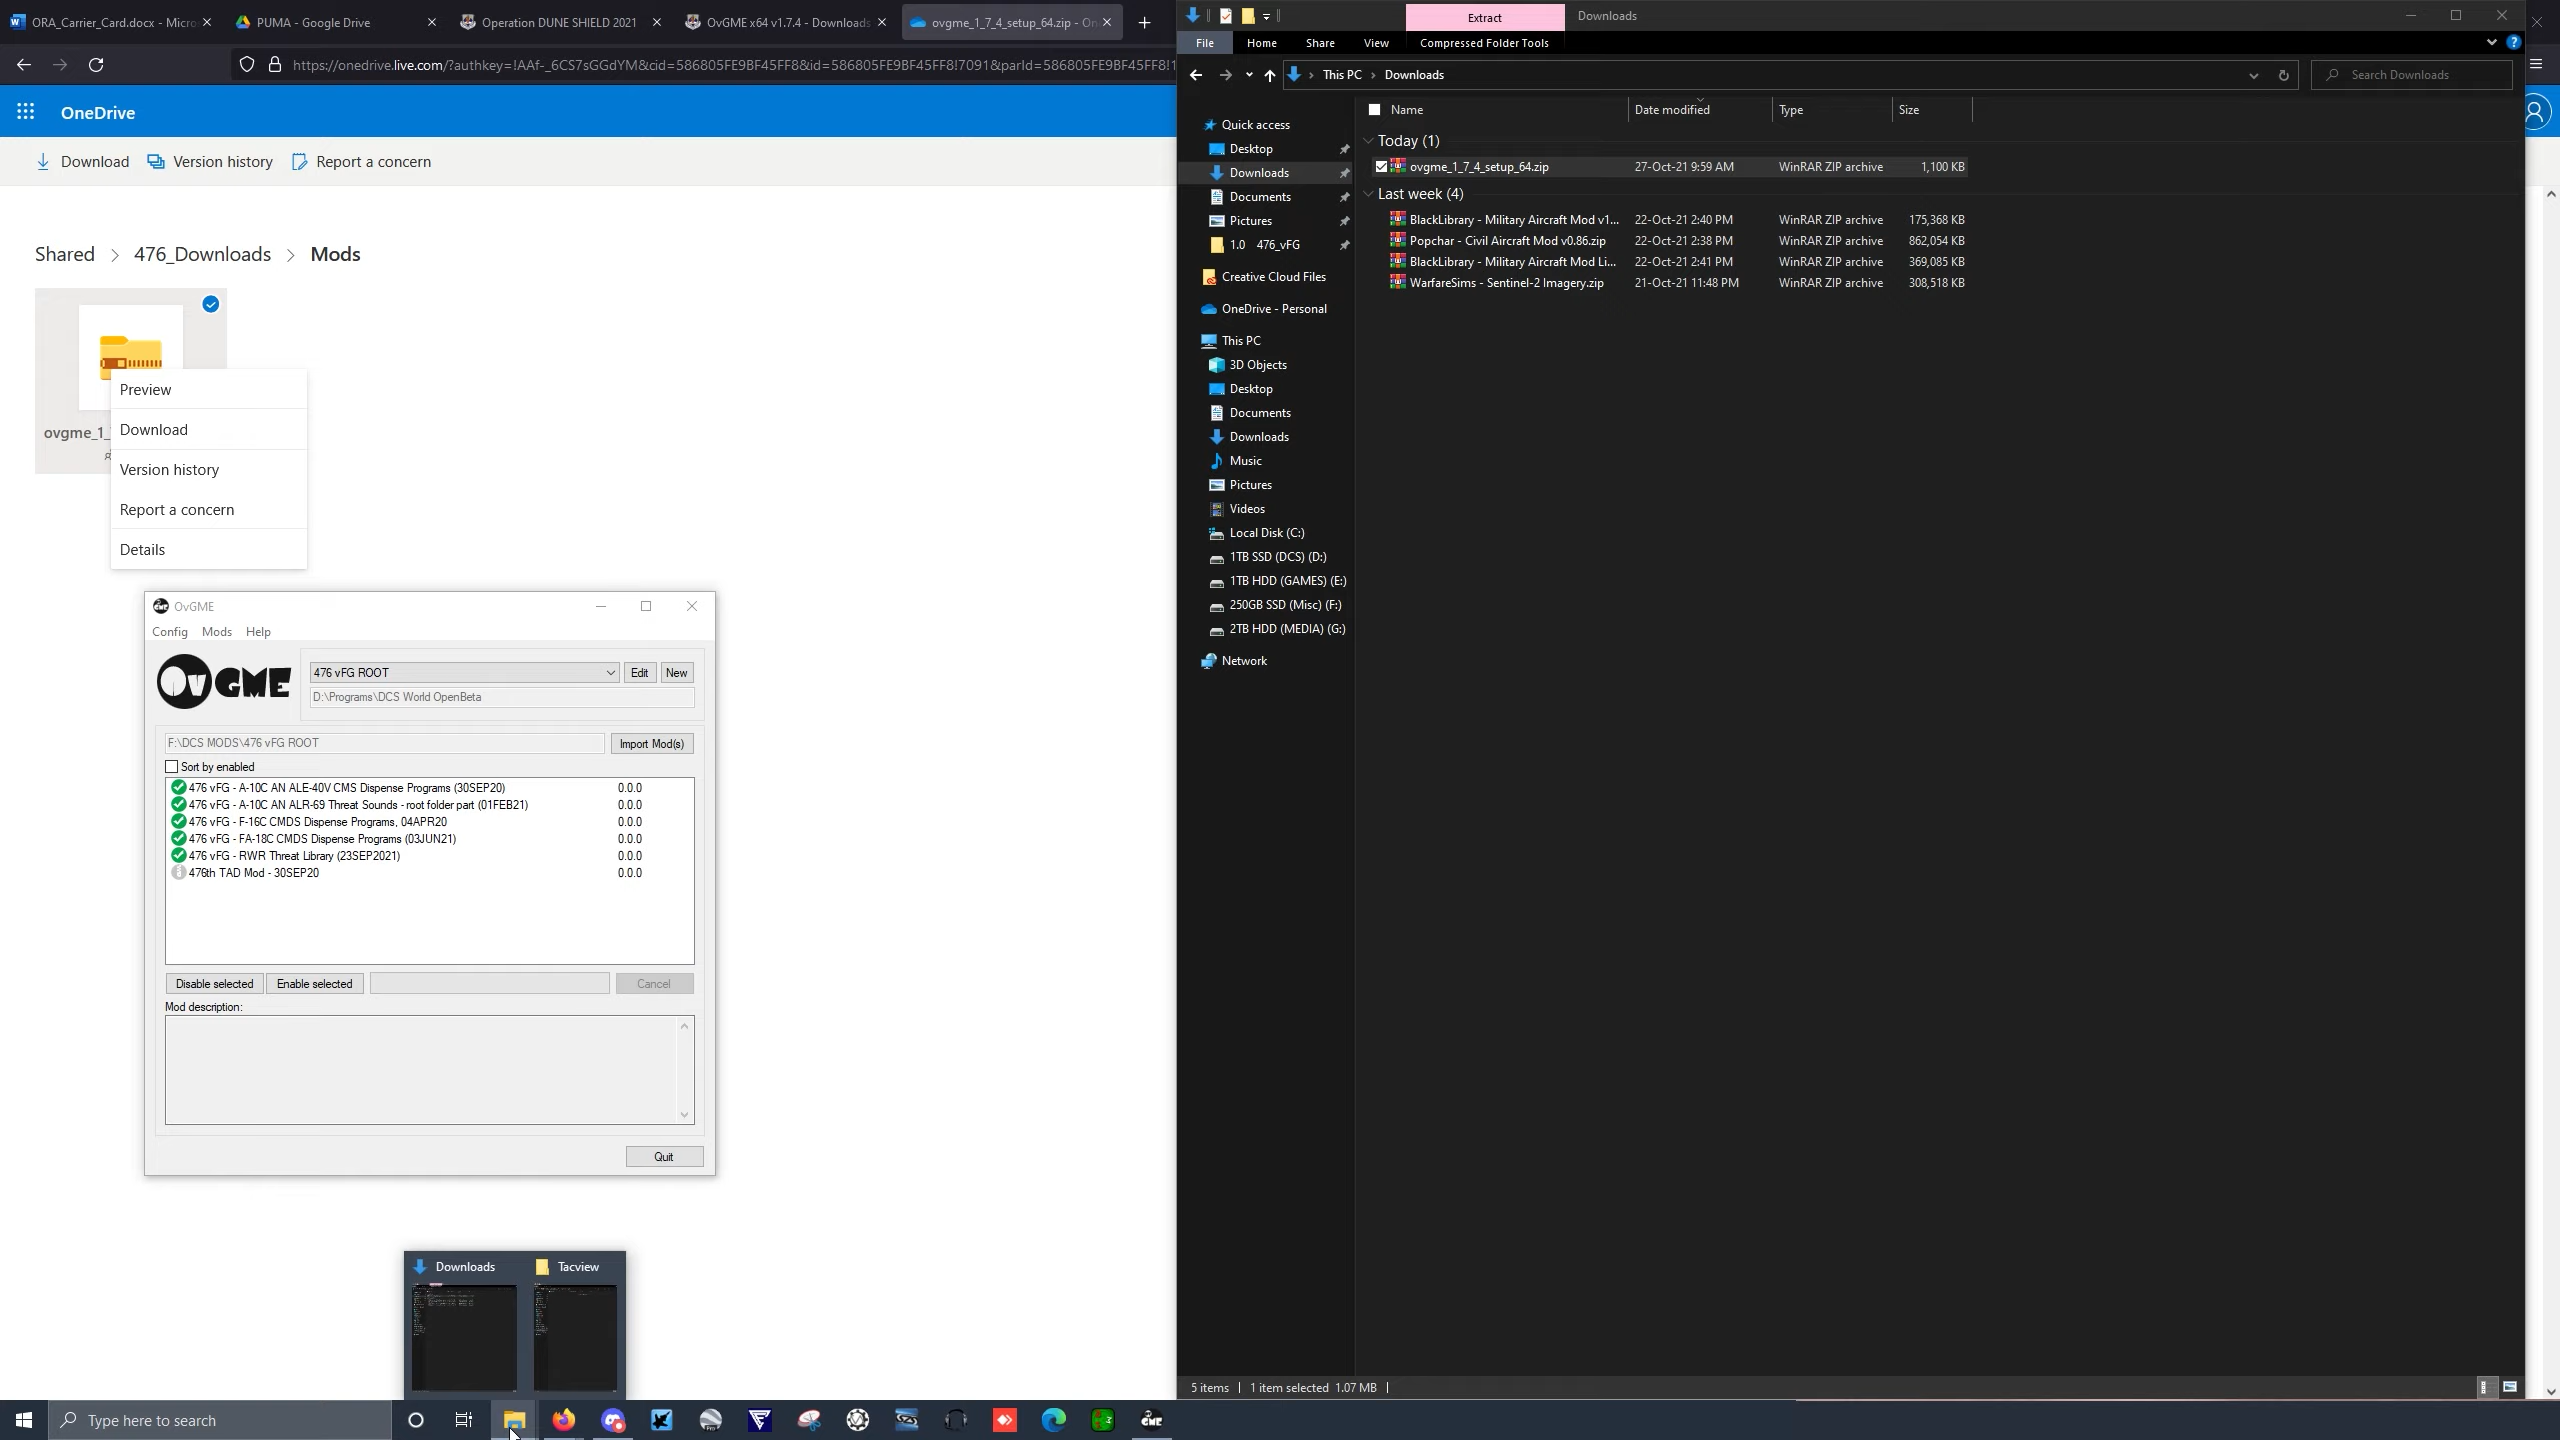 ORA_Carrier_Card.docx - Micro
PUMA - Google Drive
Operation DUNE SHIELD 2021
OvGME x64 v1.7.4 - Downloads
ovgme_1_7_4_setup_64.zip - On
https://onedrive.live.com/?authkey=!AAf-_6CS7sGGdYM&cid=586805FE9BF45FF8&id=586805FE9BF45FF8!7091&parId=586805FE9BF45FF8!1
OneDrive
Download
Version history
Report a concern
Shared > 476_Downloads > Mods
ovgme_1_
Preview
Download
Version history
Report a concern
Details
OvGME
Config Mods Help
OvGME
476 vFG ROOT
Edit
New
D:\Programs\DCS World OpenBeta
F:\DCS MODS\476 vFG ROOT
Import Mod(s)
Sort by enabled
476 vFG - A-10C AN ALE-40V CMS Dispense Programs (30SEP20) 0.0.0
476 vFG - A-10C AN ALR-69 Threat Sounds - root folder part (01FEB21) 0.0.0
476 vFG - F-16C CMDS Dispense Programs, 04APR20 0.0.0
476 vFG - FA-18C CMDS Dispense Programs (03JUN21) 0.0.0
476 vFG - RWR Threat Library (23SEP2021) 0.0.0
476th TAD Mod - 30SEP20 0.0.0
Disable selected
Enable selected
Cancel
Mod description:
Quit
Downloads
Tacview
Type here to search
Extract
Downloads
File Home Share View Compressed Folder Tools
This PC > Downloads
Search Downloads
Quick access
Desktop
Downloads
Documents
Pictures
1.0 476_vFG
Creative Cloud Files
OneDrive - Personal
This PC
3D Objects
Desktop
Documents
Downloads
Music
Pictures
Videos
Local Disk (C:)
1TB SSD (DCS) (D:)
1TB HDD (GAMES) (E:)
250GB SSD (Misc) (F:)
2TB HDD (MEDIA) (G:)
Network
Name Date modified Type Size
Today (1)
ovgme_1_7_4_setup_64.zip 27-Oct-21 9:59 AM WinRAR ZIP archive 1,100 KB
Last week (4)
BlackLibrary - Military Aircraft Mod v1... 22-Oct-21 2:40 PM WinRAR ZIP archive 175,368 KB
Popchar - Civil Aircraft Mod v0.86.zip 22-Oct-21 2:38 PM WinRAR ZIP archive 862,054 KB
BlackLibrary - Military Aircraft Mod Li... 22-Oct-21 2:41 PM WinRAR ZIP archive 369,085 KB
WarfareSims - Sentinel-2 Imagery.zip 21-Oct-21 11:48 PM WinRAR ZIP archive 308,518 KB
5 items 1 item selected 1.07 MB